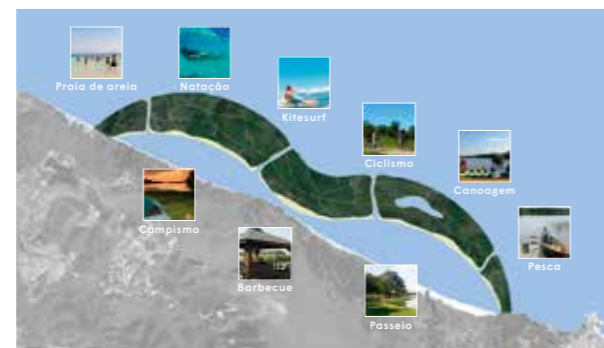 Praia de areia
Natação
Kitesurf
Ciclismo
Canoagem
Campismo
Pesca
Barbecue
Passeio